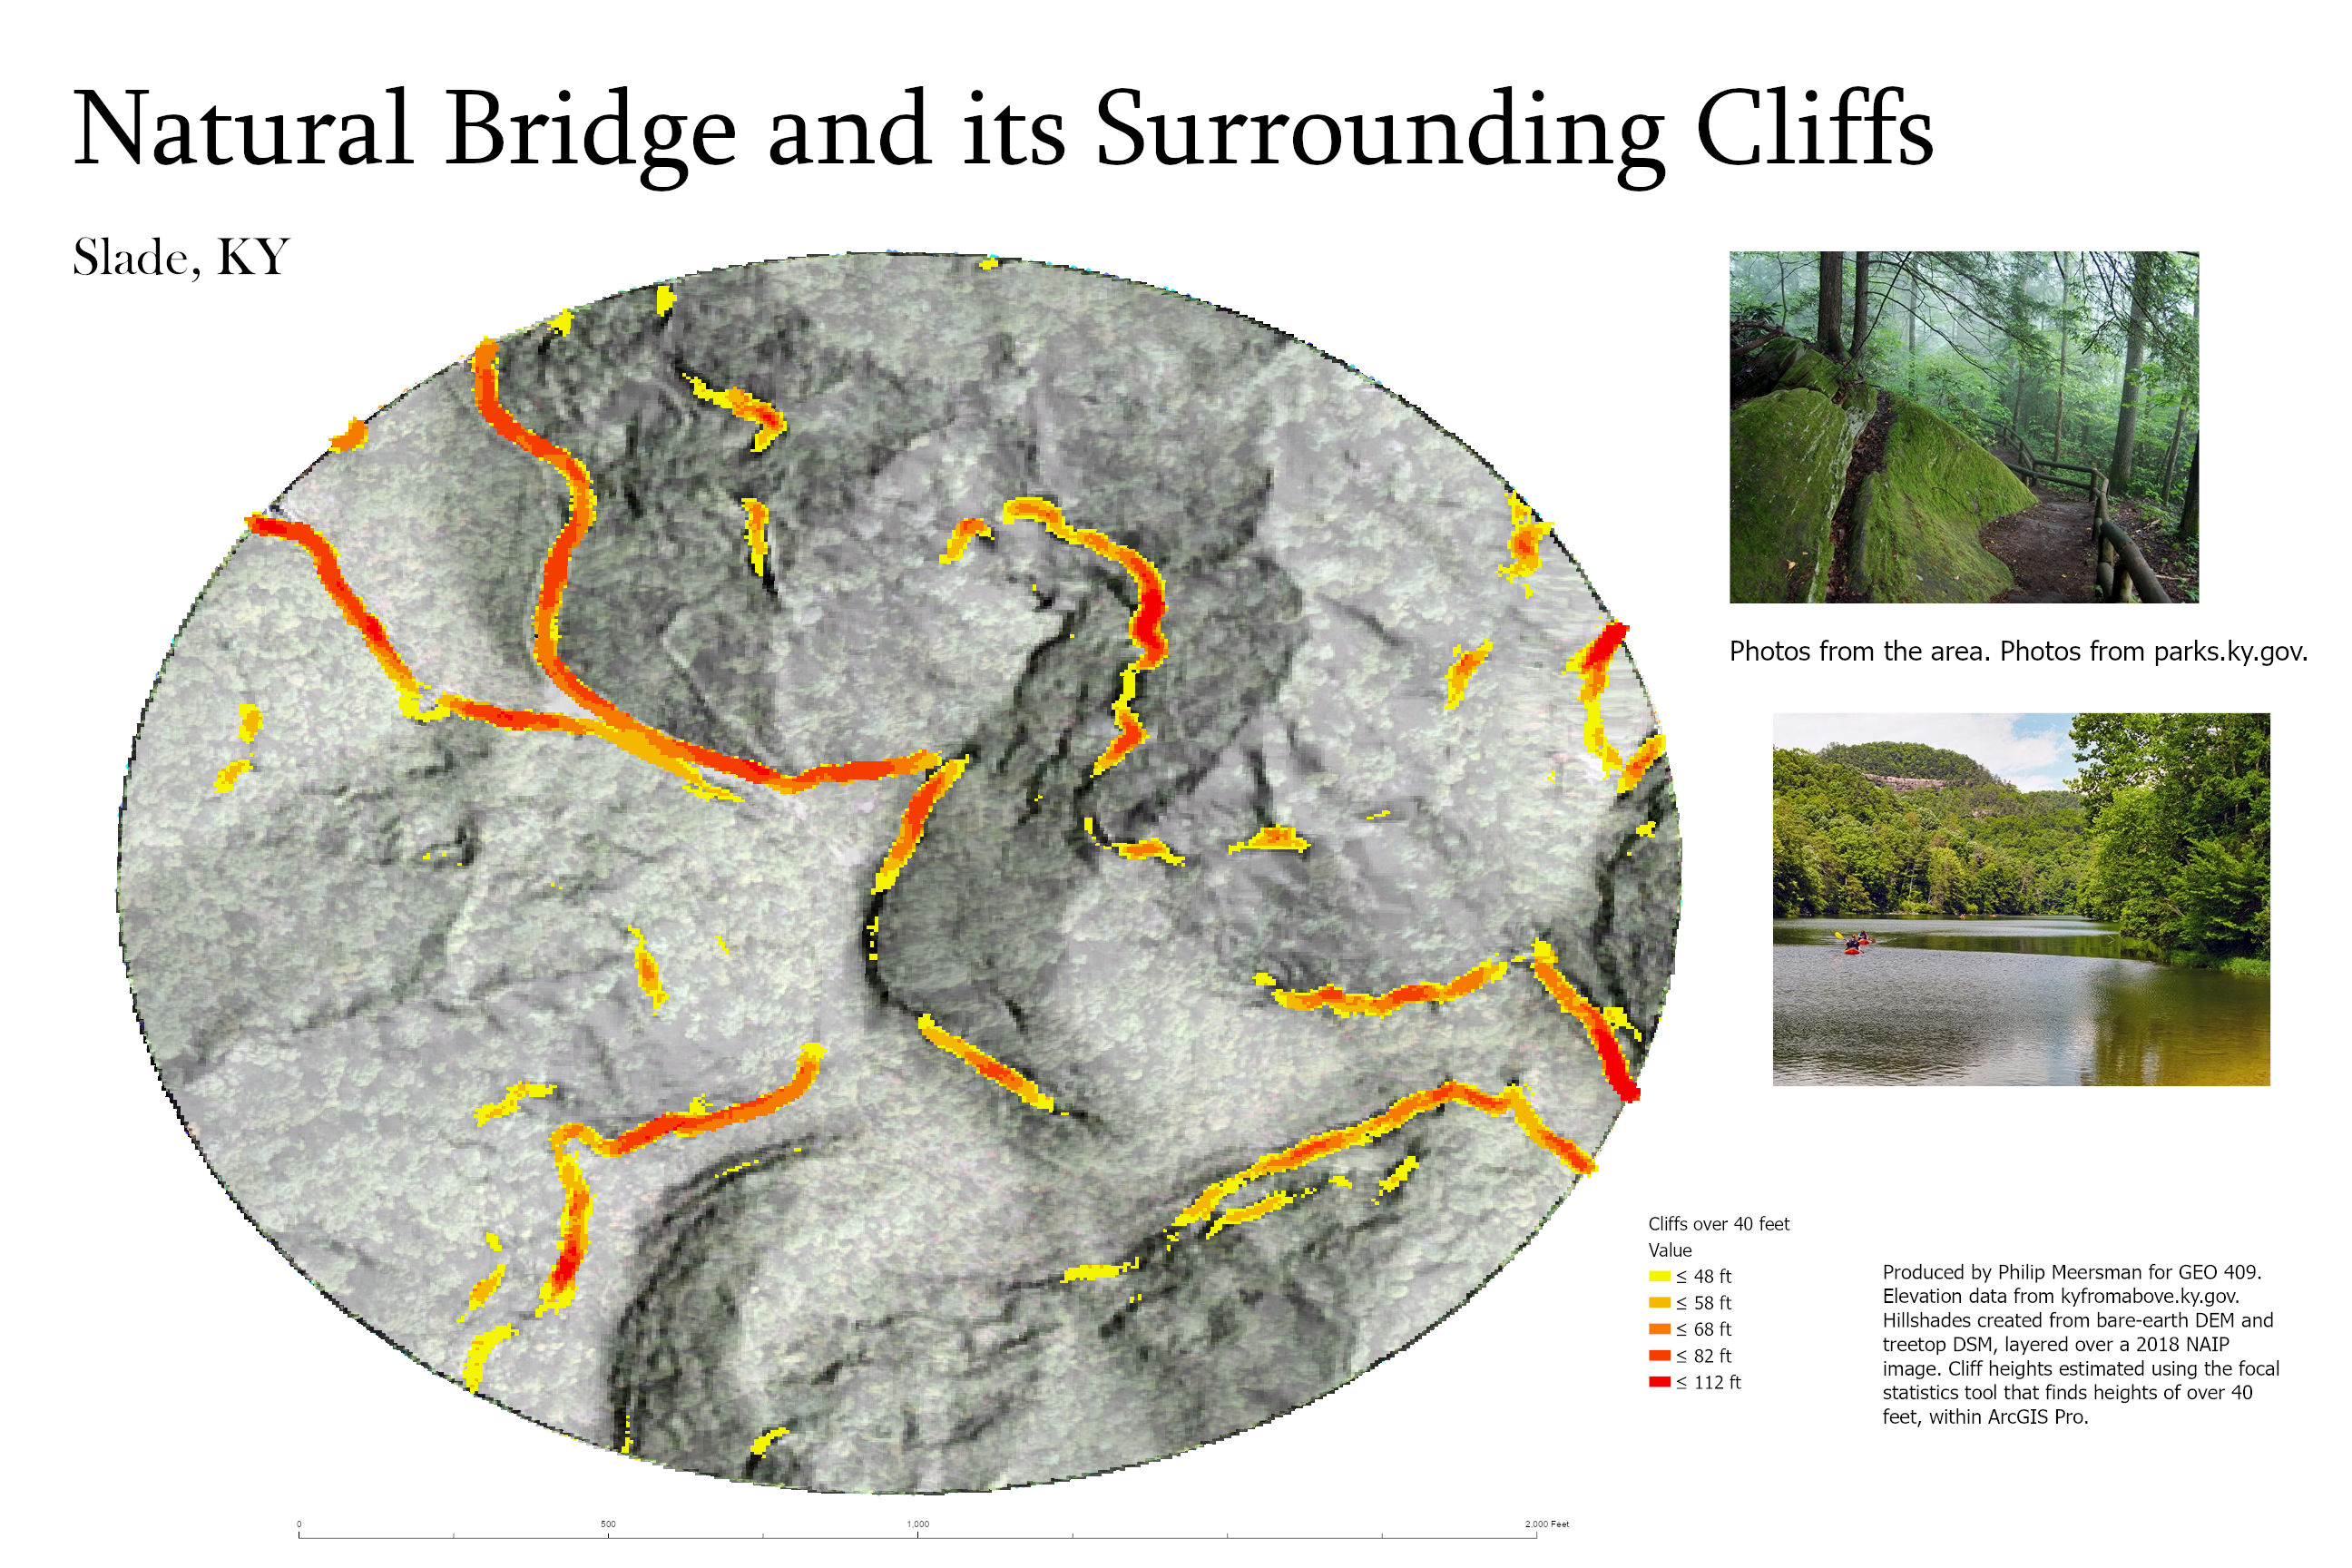 Natural Bridge and its Surrounding Cliffs
Slade, KY
Photos from the area. Photos from parks.ky.gov.
Cliffs over 40 feet
Value
≤ 48 ft
≤ 58 ft
≤ 68 ft
≤ 82 ft
≤ 112 ft
Produced by Philip Meersman for GEO 409.
Elevation data from kyfromabove.ky.gov.
Hillshades created from bare-earth DEM and
treetop DSM, layered over a 2018 NAIP
image. Cliff heights estimated using the focal
statistics tool that finds heights of over 40
feet, within ArcGIS Pro.
0 500 1,000 2,000 Feet